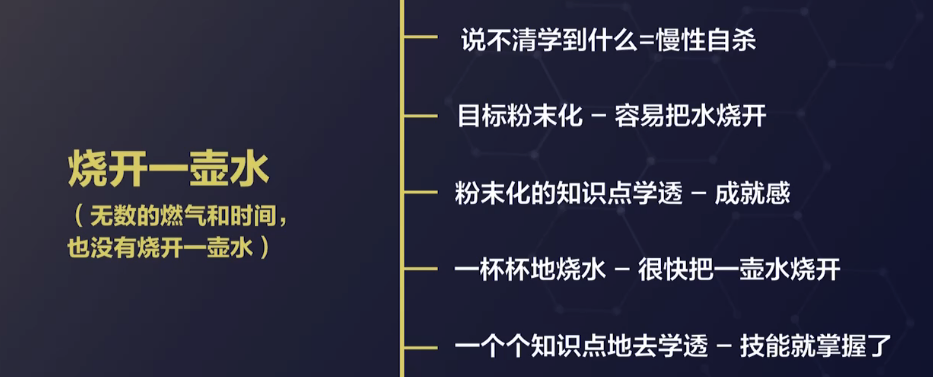 烧开一壶水
（无数的燃气和时间，
也没有烧开一壶水）
说不清学到什么=慢性自杀
目标粉末化 – 容易把水烧开
粉末化的知识点学透 – 成就感
一杯杯地烧水 – 很快把一壶水烧开
一个个知识点地去学透 – 技能就掌握了